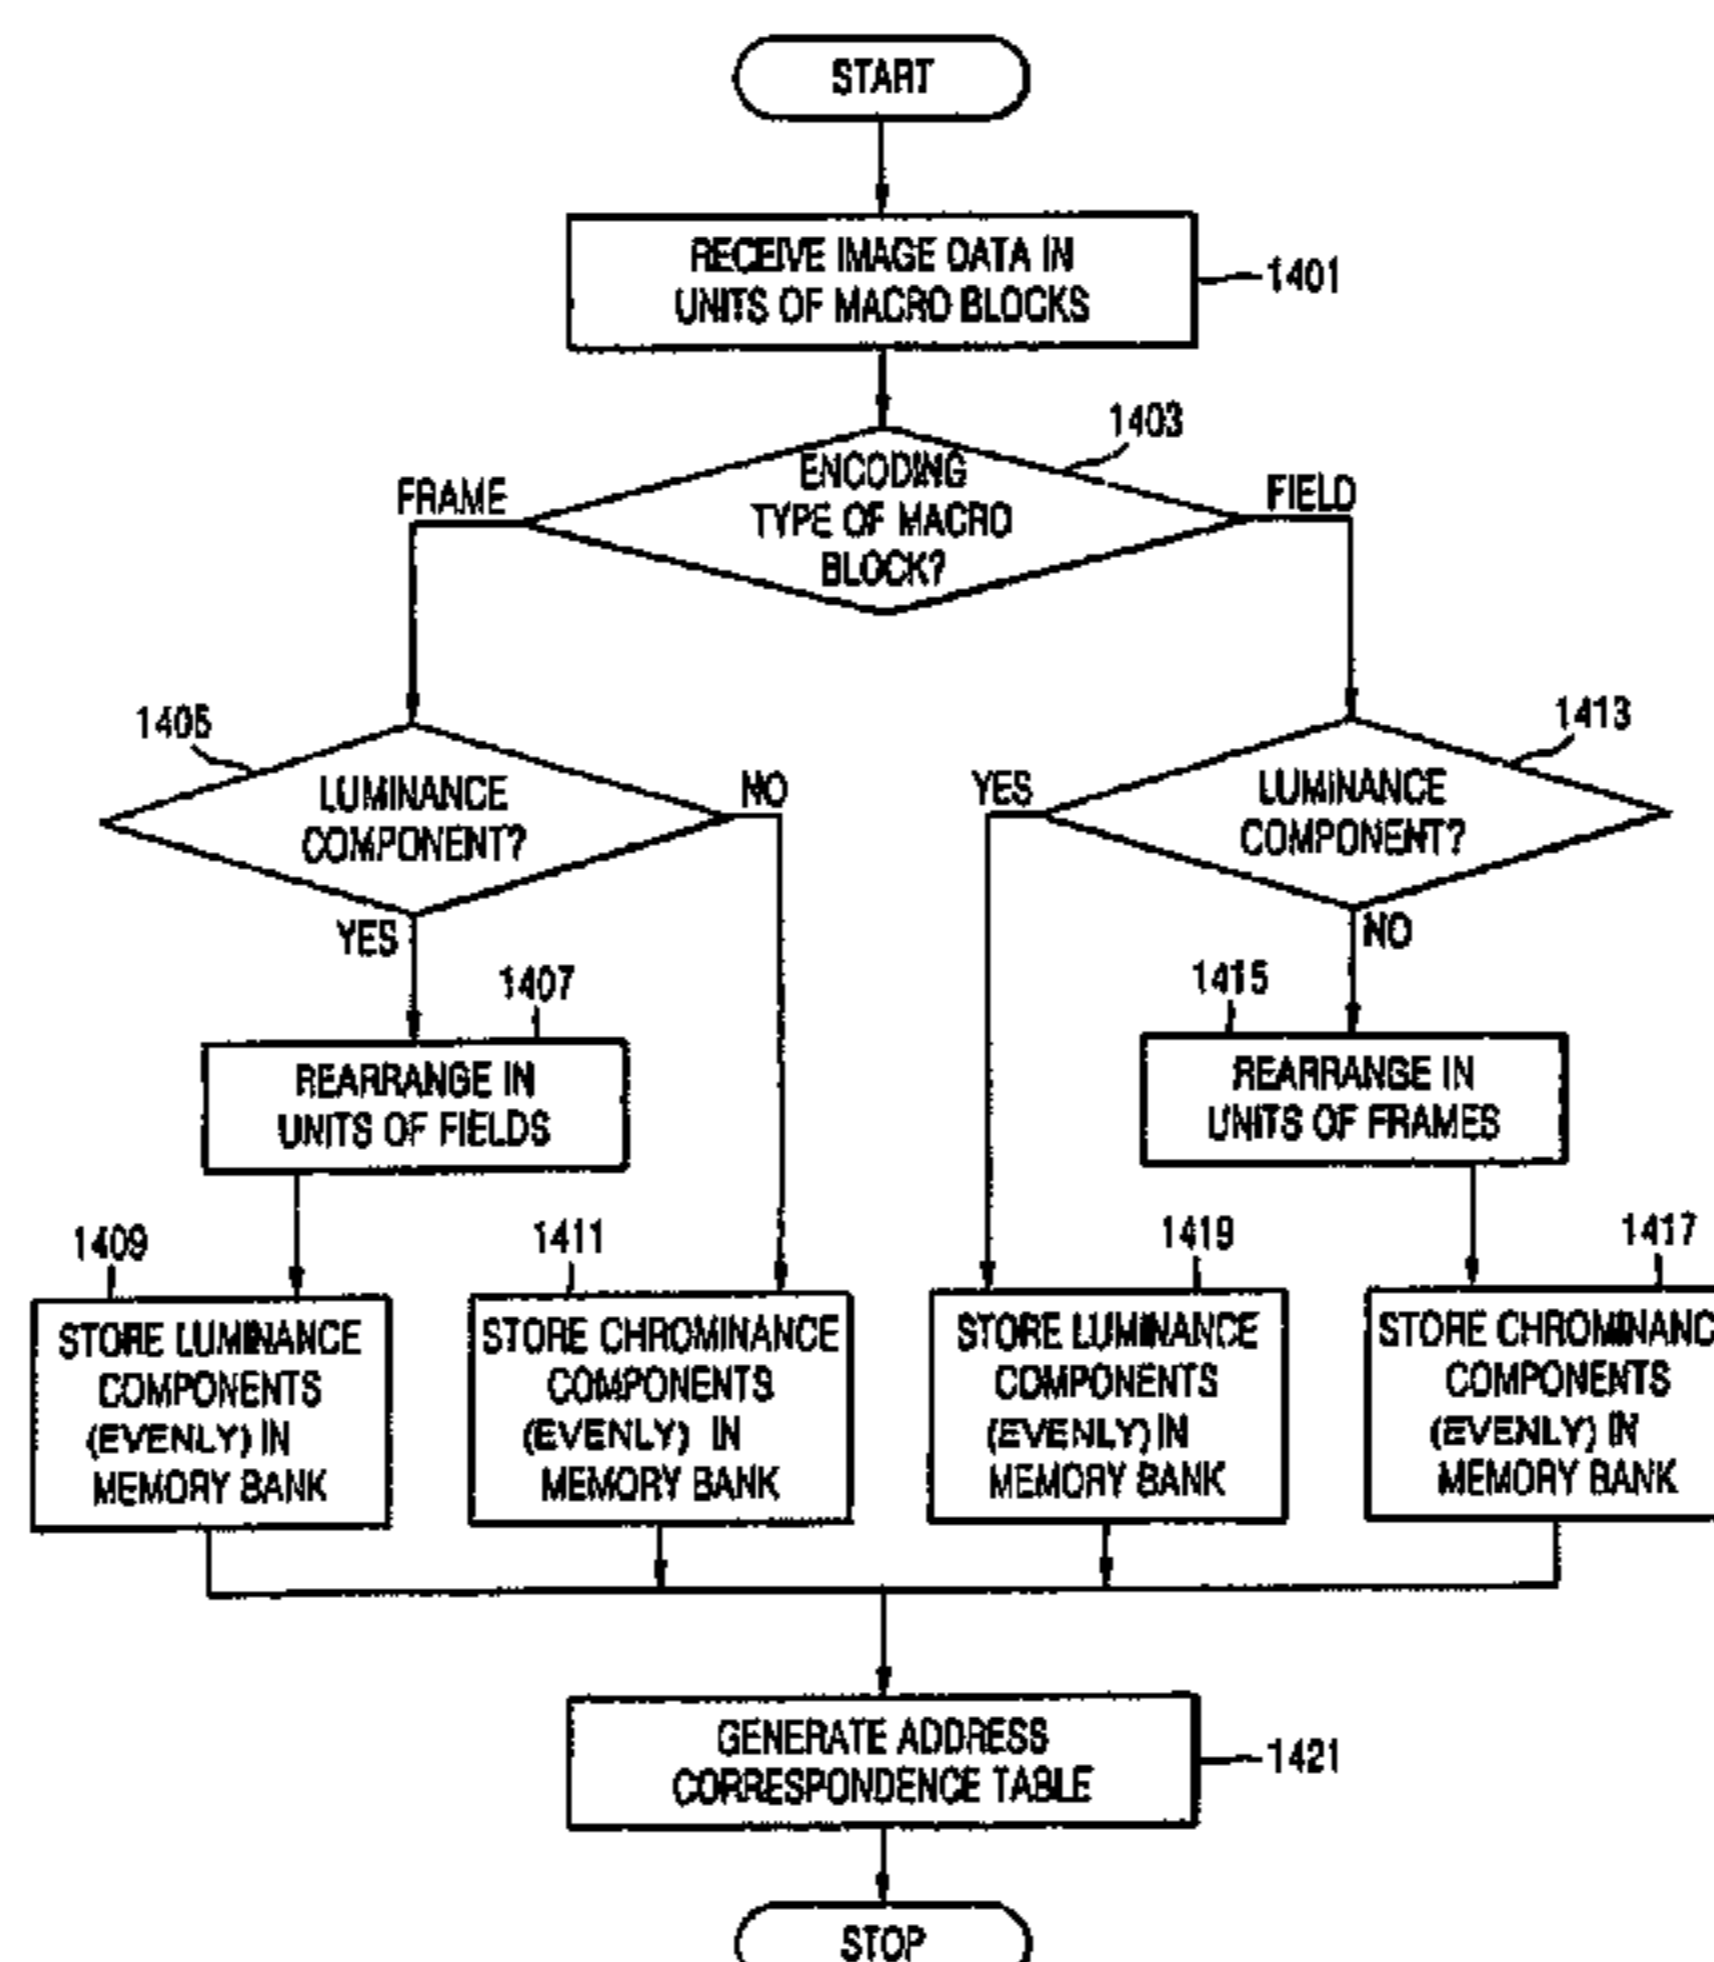 START
RECEIVE IMAGE DATA IN
UNITS OF MACRO BLOCKS
1401
1403
ENCODING
TYPE OF MACRO
BLOCK?
FRAME
FIELD
1405
LUMINANCE
COMPONENT?
NO
YES
1413
LUMINANCE
COMPONENT?
YES
NO
1407
REARRANGE IN
UNITS OF FIELDS
1415
REARRANGE IN
UNITS OF FRAMES
1409
STORE LUMINANCE
COMPONENTS
(EVENLY) IN
MEMORY BANK
1411
STORE CHROMINANCE
COMPONENTS
(EVENLY) IN
MEMORY BANK
1419
STORE LUMINANCE
COMPONENTS
(EVENLY) IN
MEMORY BANK
1417
STORE CHROMINANC
COMPONENTS
(EVENLY) IN
MEMORY BANK
GENERATE ADDRESS
CORRESPONDENCE TABLE
1421
STOP